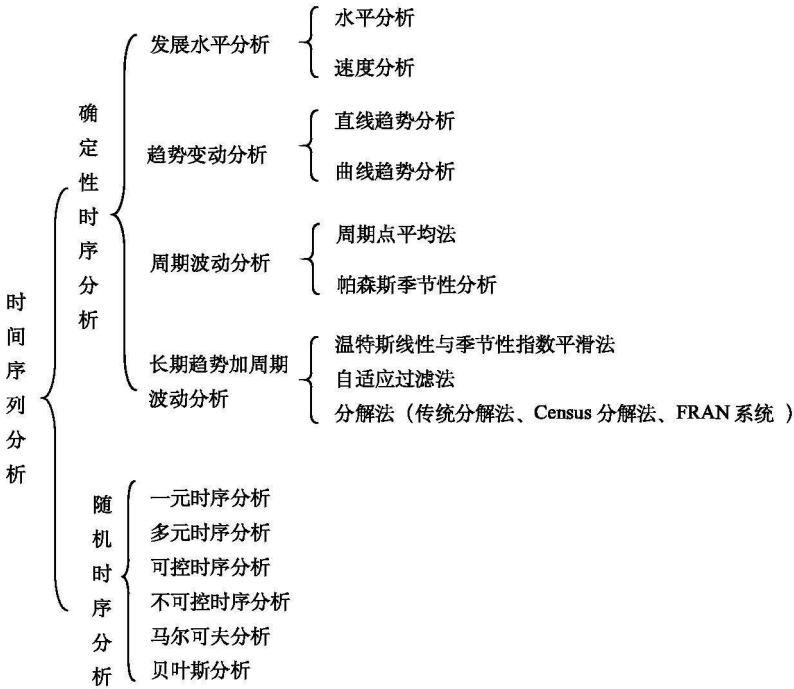 时间序列分析
确定性时序分析
发展水平分析
水平分析
速度分析
趋势变动分析
直线趋势分析
曲线趋势分析
周期波动分析
周期点平均法
帕森斯季节性分析
长期趋势加周期
波动分析
温特斯线性与季节性指数平滑法
自适应过滤法
分解法（传统分解法、Census 分解法、FRAN 系统 ）
随机时序分析
一元时序分析
多元时序分析
可控时序分析
不可控时序分析
马尔可夫分析
贝叶斯分析